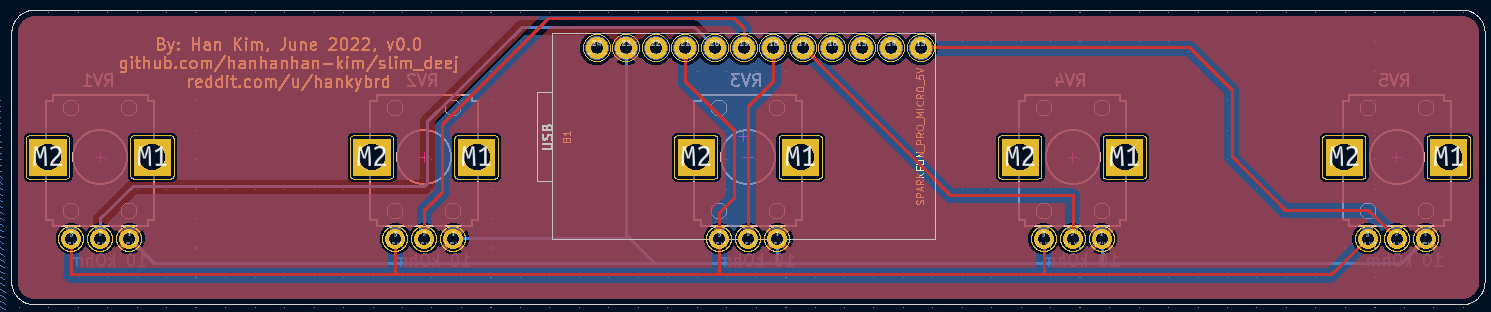 By: Han Kim, June 2022, v0.0
github.com/hanhanhan-kim/slim_deej
reddit.com/u/hankybrd
RV1
RV2
RV3
RV4
RV5
USB
B1
SPARKFUN_PRO_MICRO_5V
M2
M1
M2
M1
M2
M1
M2
M1
M2
M1
10 kOhm
10 kOhm
10 kOhm
10 kOhm
10 kOhm